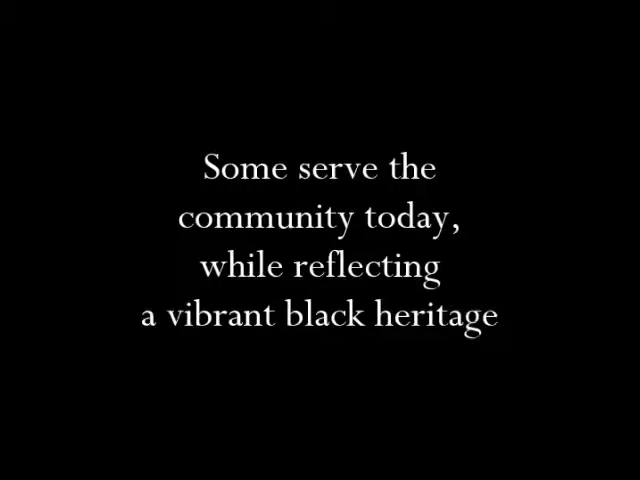 Some serve the
community today,
while reflecting
a vibrant black heritage